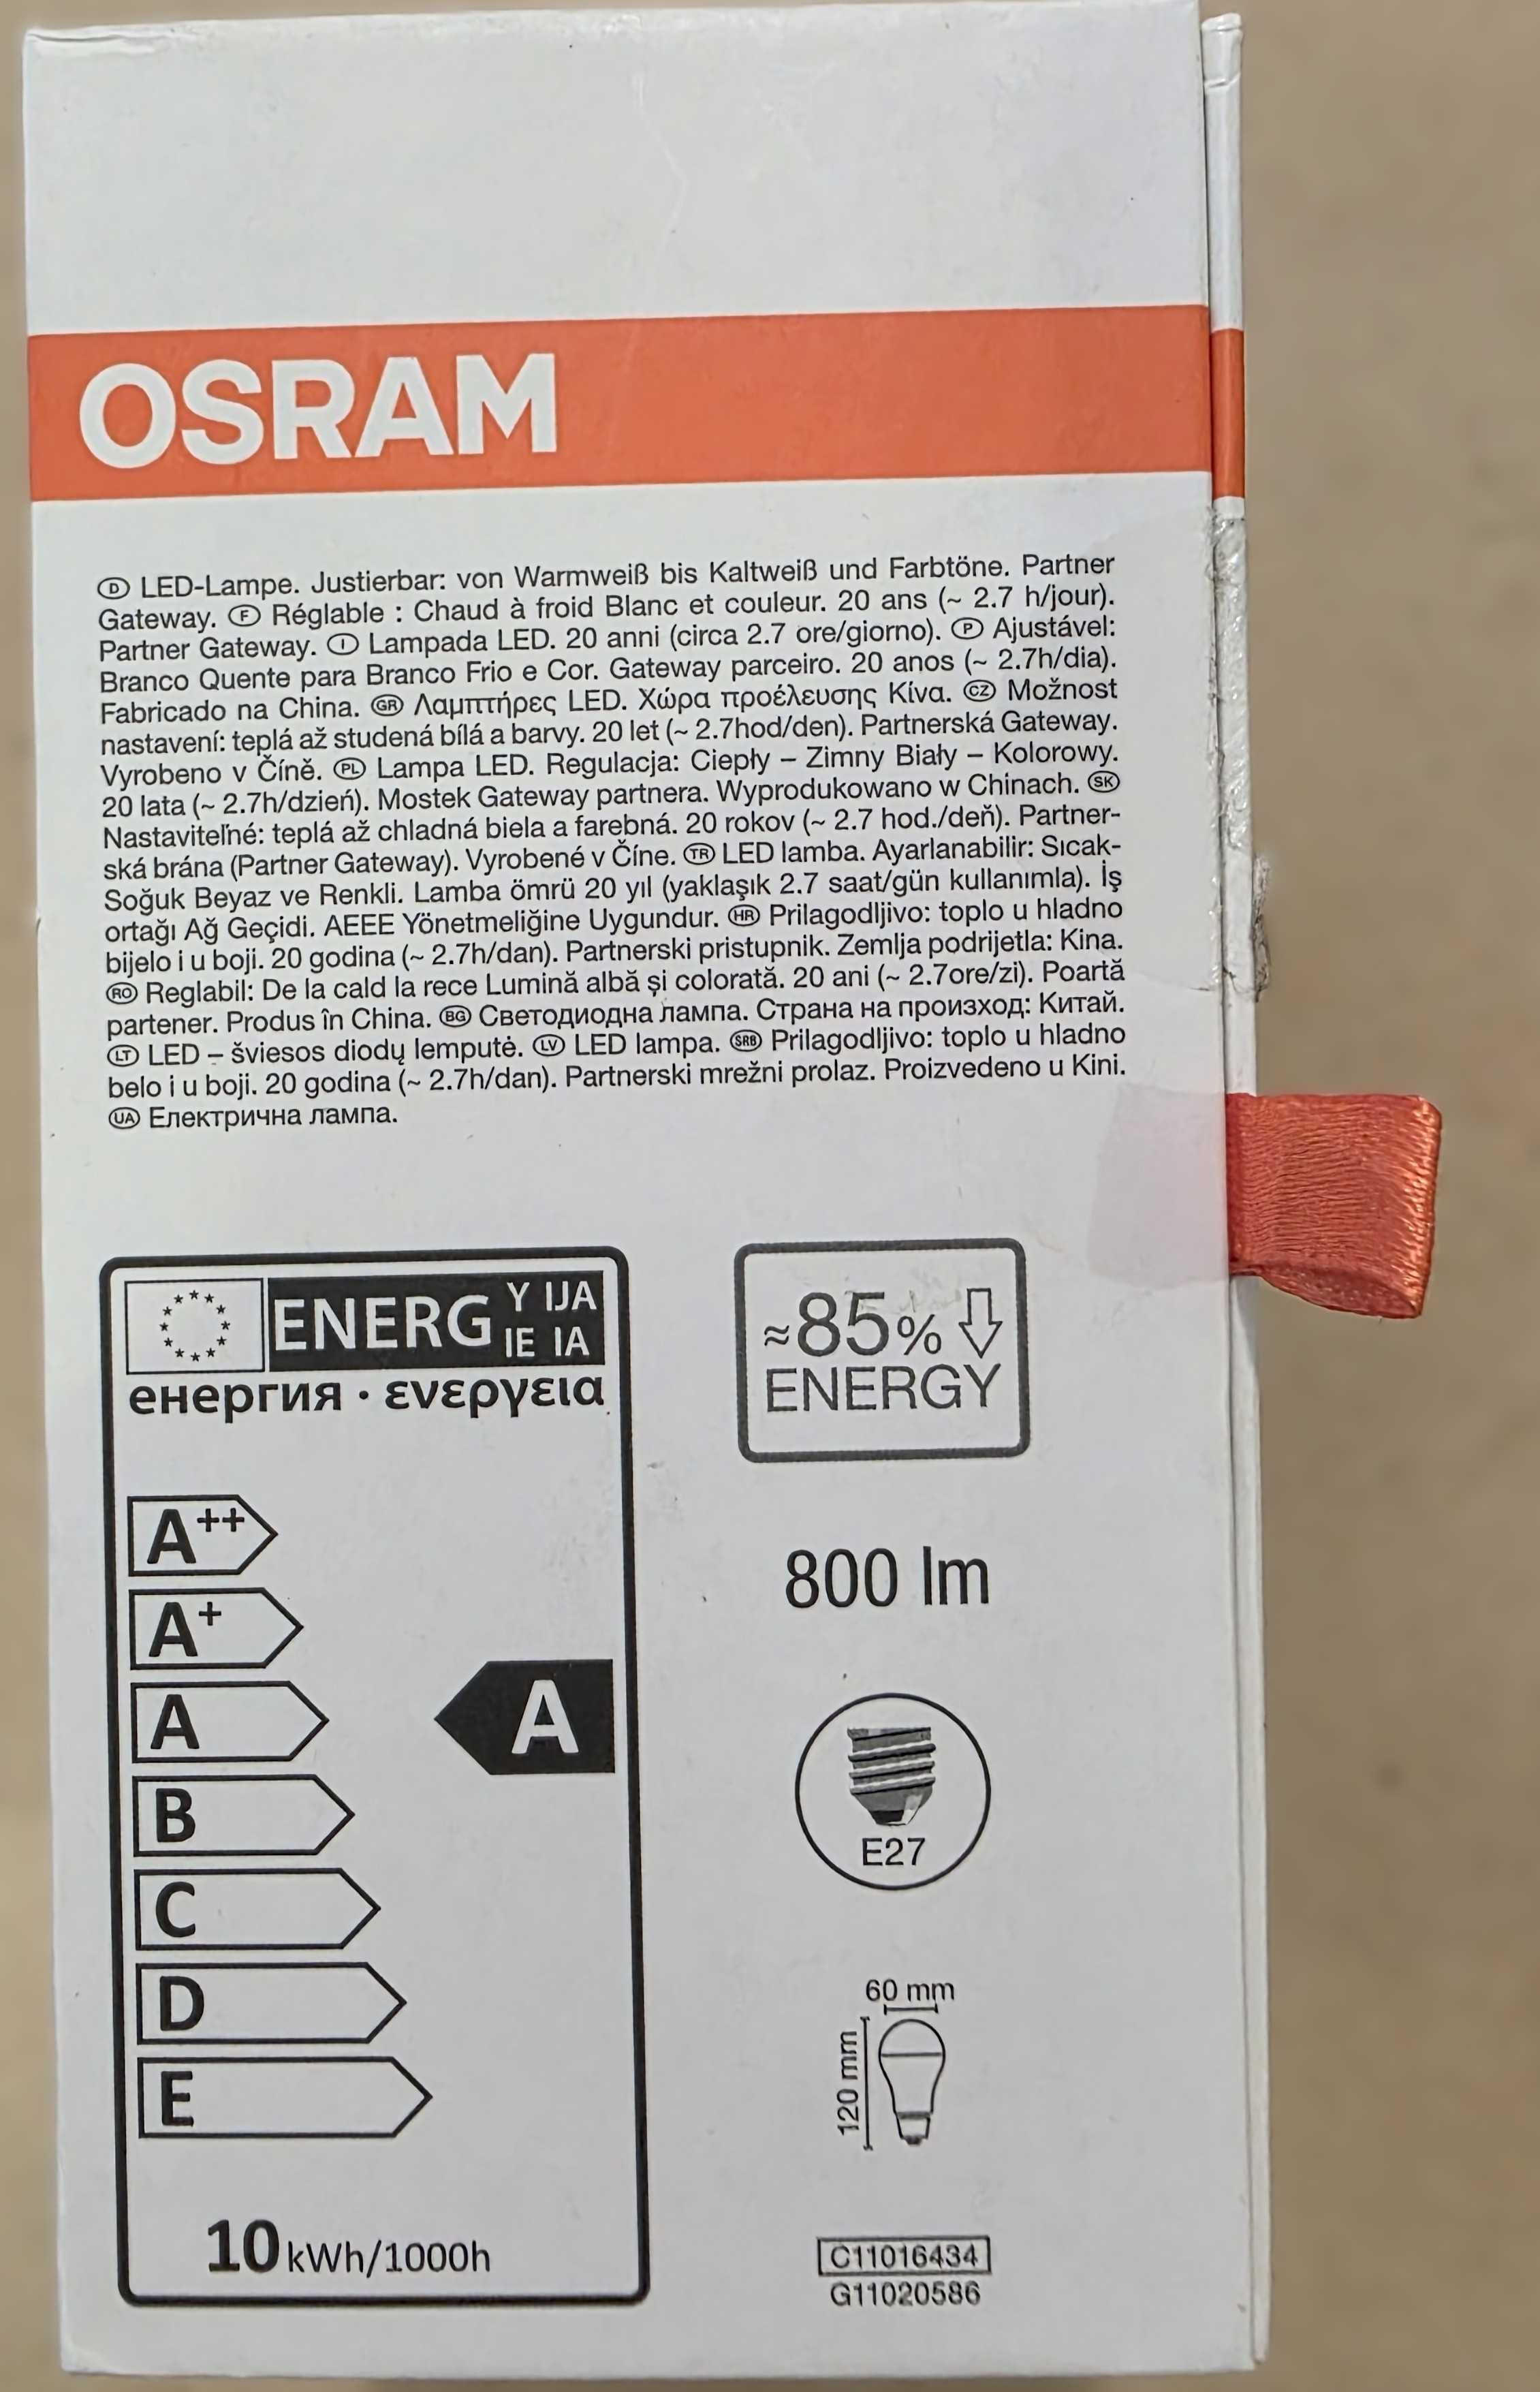 OSRAM
Ⓓ LED-Lampe. Justierbar: von Warmweiß bis Kaltweiß und Farbtöne. Partner
Gateway. Ⓕ Réglable : Chaud à froid Blanc et couleur. 20 ans (~ 2.7 h/jour).
Partner Gateway. Ⓘ Lampada LED. 20 anni (circa 2.7 ore/giorno). Ⓟ Ajustável:
Branco Quente para Branco Frio e Cor. Gateway parceiro. 20 anos (~ 2.7h/dia).
Fabricado na China. GR Λαμπτήρες LED. Χώρα προέλευσης Κίνα. CZ Možnost
nastavení: teplá až studená bílá a barvy. 20 let (~ 2.7hod/den). Partnerská Gateway.
Vyrobeno v Číně. PL Lampa LED. Regulacja: Ciepły – Zimny Biały – Kolorowy.
20 lata (~ 2.7h/dzień). Mostek Gateway partnera. Wyprodukowano w Chinach. SK
Nastaviteľné: teplá až chladná biela a farebná. 20 rokov (~ 2.7 hod./deň). Partner-
ská brána (Partner Gateway). Vyrobené v Číne. TR LED lamba. Ayarlanabilir: Sıcak-
Soğuk Beyaz ve Renkli. Lamba ömrü 20 yıl (yaklaşık 2.7 saat/gün kullanımla). İş
ortağı Ağ Geçidi. AEEE Yönetmeliğine Uygundur. HR Prilagodljivo: toplo u hladno
bijelo i u boji. 20 godina (~ 2.7h/dan). Partnerski pristupnik. Zemlja podrijetla: Kina.
RO Reglabil: De la cald la rece Lumină albă și colorată. 20 ani (~ 2.7ore/zi). Poartă
partener. Produs în China. BG Светодиодна лампа. Страна на произход: Китай.
LT LED – šviesos diodų lemputė. LV LED lampa. SRB Prilagodljivo: toplo u hladno
belo i u boji. 20 godina (~ 2.7h/dan). Partnerski mrežni prolaz. Proizvedeno u Kini.
UA Електрична лампа.
ENERG Y IJA
IE IA
енергия · ενεργεια
A++
A+
A
A
B
C
D
E
10 kWh/1000h
≈85%
ENERGY
800 lm
E27
60 mm
120 mm
C11016434
G11020586